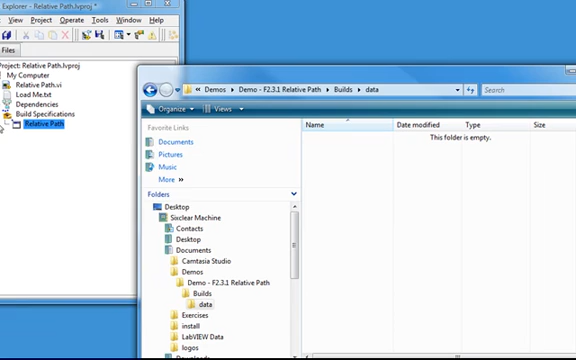 Explorer - Relative Path.lvproj *
View Project Operate Tools Window
Files
Project: Relative Path.lvproj
My Computer
Relative Path.vi
Load Me.txt
Dependencies
Build Specifications
Relative Path
« Demos ▸ Demo - F2.3.1 Relative Path ▸ Builds ▸ data
Search
Organize Views
Favorite Links
Documents
Pictures
Music
More »
Folders
Desktop
Sixclear Machine
Contacts
Desktop
Documents
Camtasia Studio
Demos
Demo - F2.3.1 Relative Path
Builds
data
Exercises
install
LabVIEW Data
logos
Name Date modified Type Size
This folder is empty.